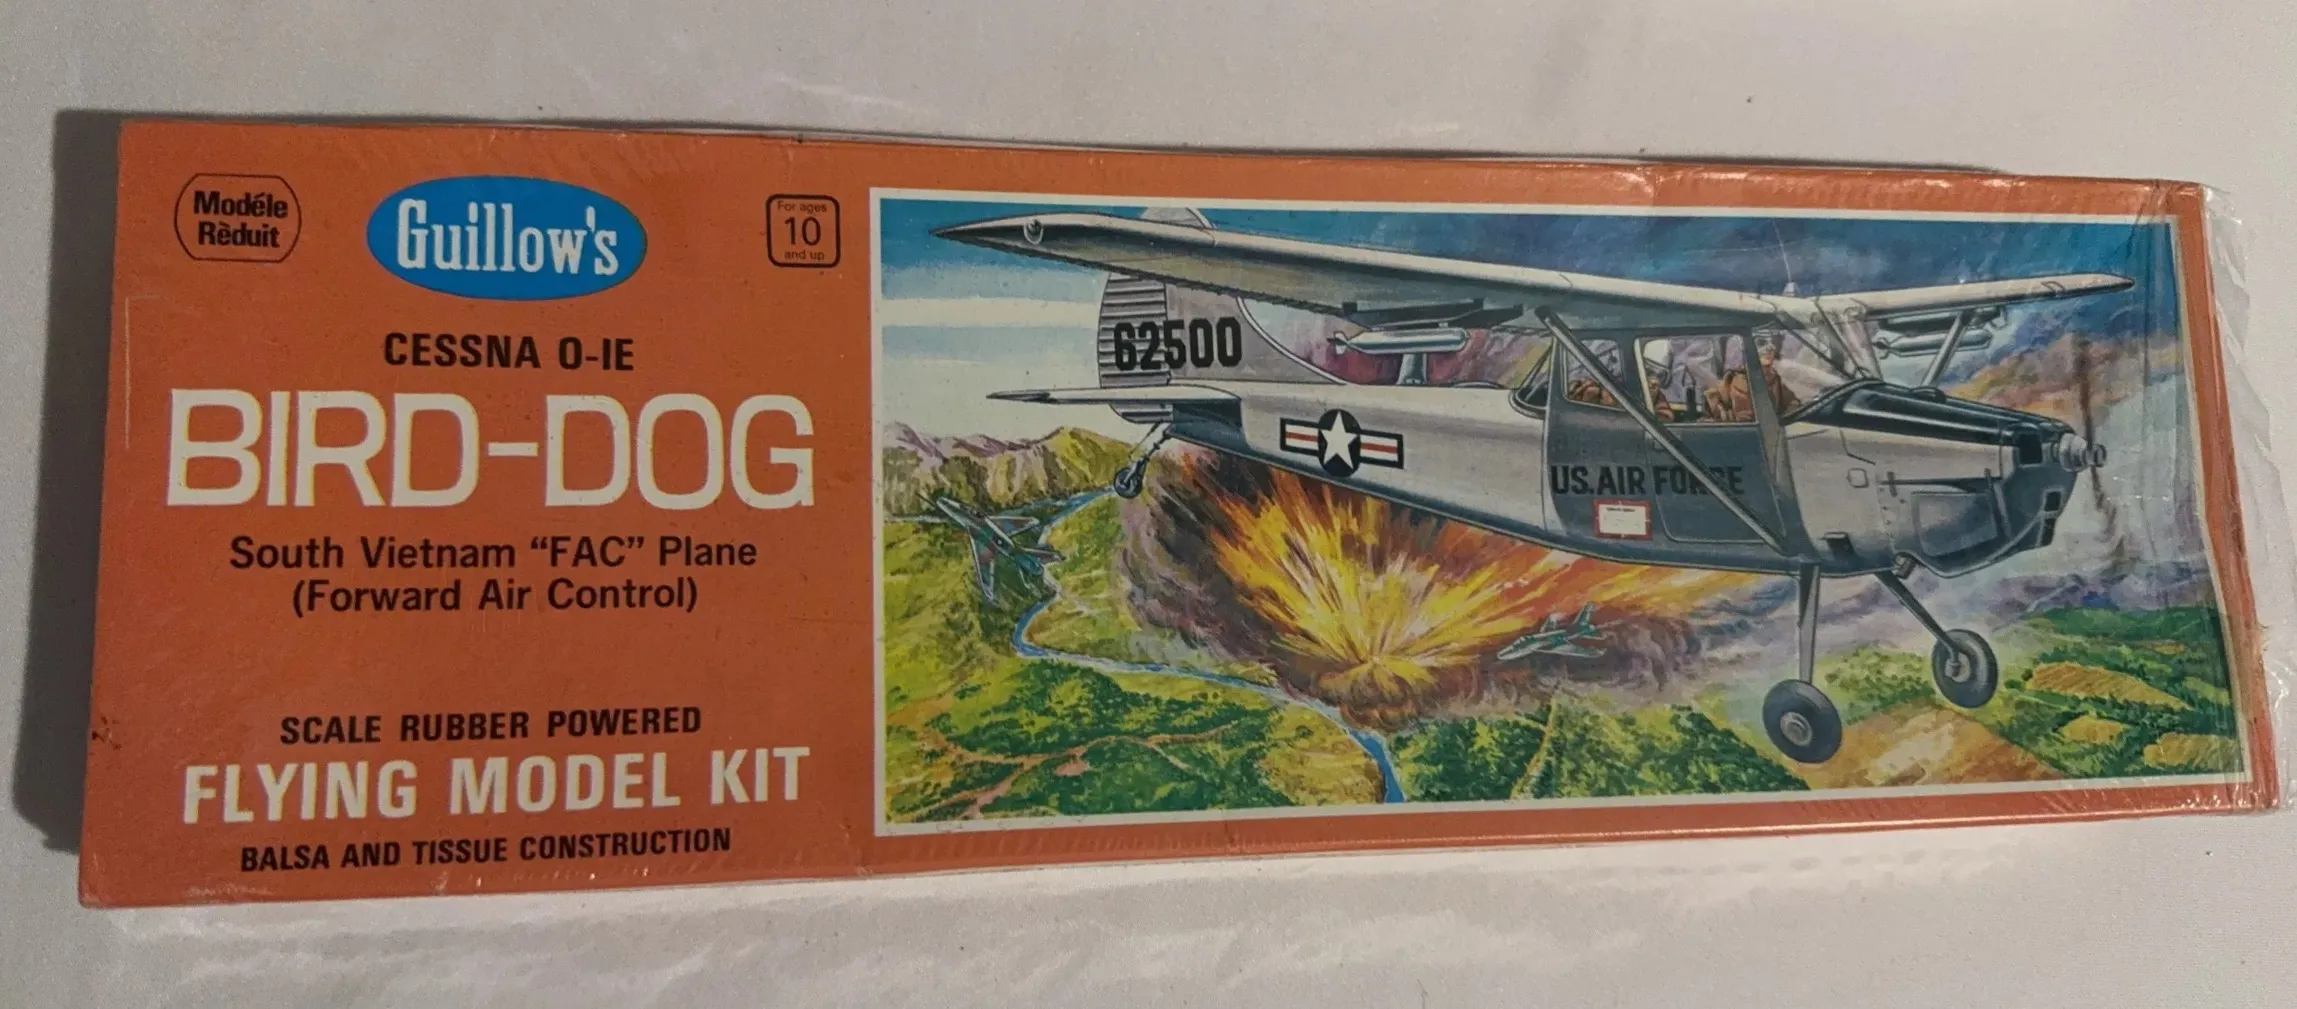 Modéle
Rèduit
Guillow's
For ages
10
and up
CESSNA O-IE
BIRD-DOG
South Vietnam “FAC” Plane
(Forward Air Control)
SCALE RUBBER POWERED
FLYING MODEL KIT
BALSA AND TISSUE CONSTRUCTION
62500
U.S. AIR FORCE